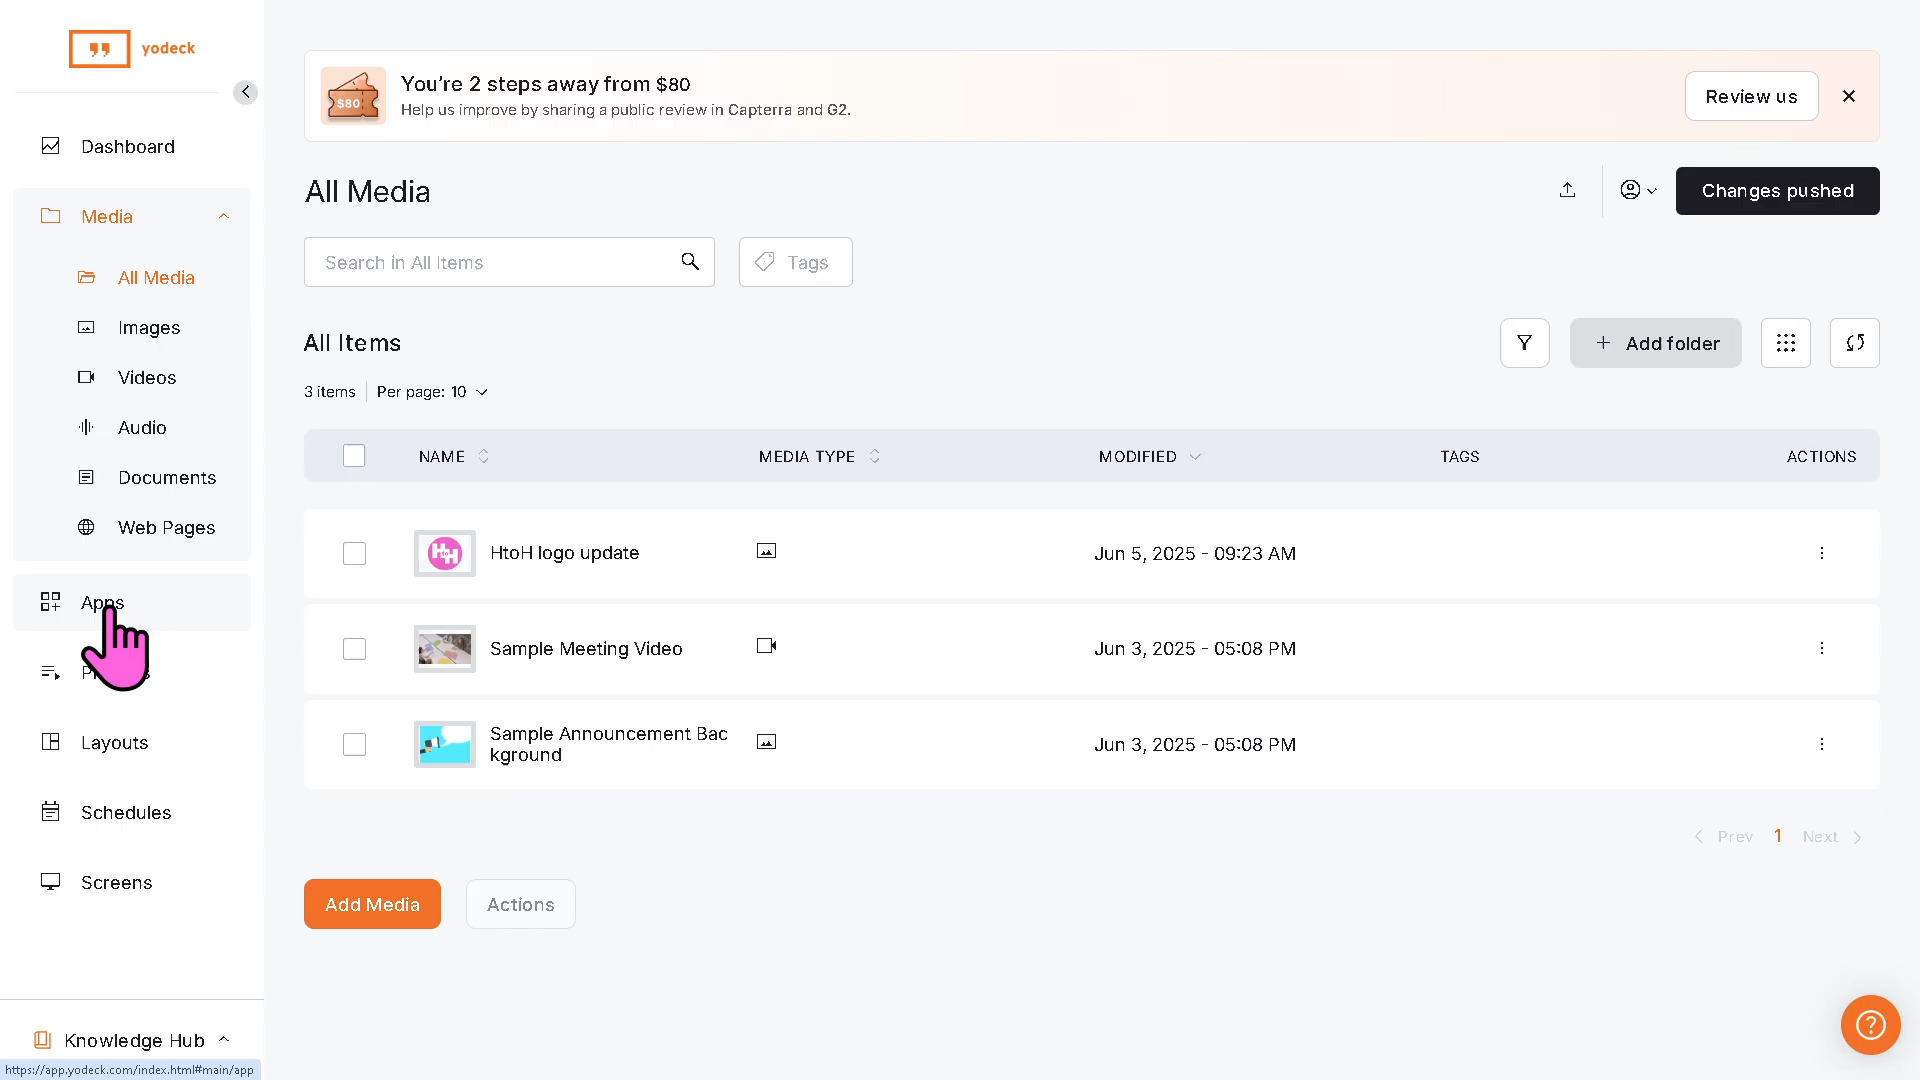 yodeck
You're 2 steps away from $80
$80
Help us improve by sharing a public review in Capterra and G2.
Review us
Dashboard
All Media
Changes pushed
Media
Search in All Items
Tags
All Media
Images
All Items
Add folder
Videos
3 items
Per page: 10
Audio
NAME
MEDIA TYPE
MODIFIED
TAGS
ACTIONS
Documents
Web Pages
HtoH
HtoH logo update
Jun 5, 2025 - 09:23 AM
Apps
Sample Meeting Video
Jun 3, 2025 - 05:08 PM
Layouts
Sample Announcement Bac
kground
Jun 3, 2025 - 05:08 PM
Schedules
Prev
1
Next
Screens
Add Media
Actions
Knowledge Hub
https://app.yodeck.com/index.html#main/app